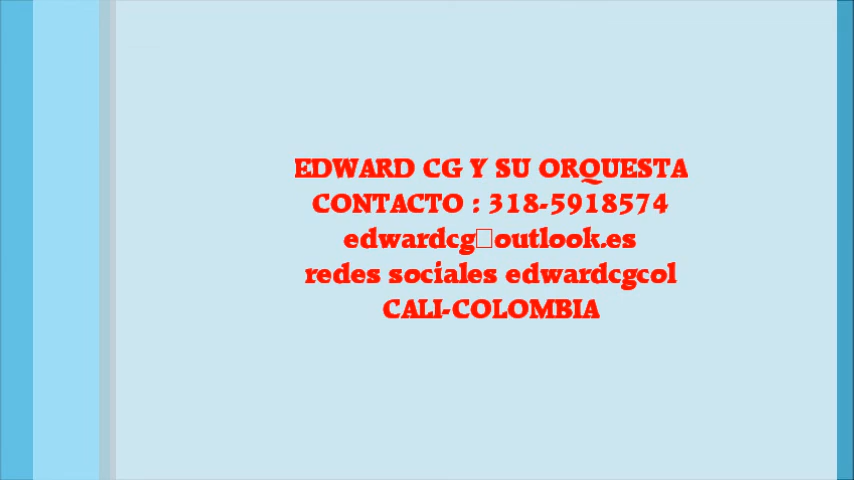 EDWARD CG Y SU ORQUESTA
CONTACTO : 318-5918574
edwardcg□outlook.es
redes sociales edwardcgcol
CALI-COLOMBIA